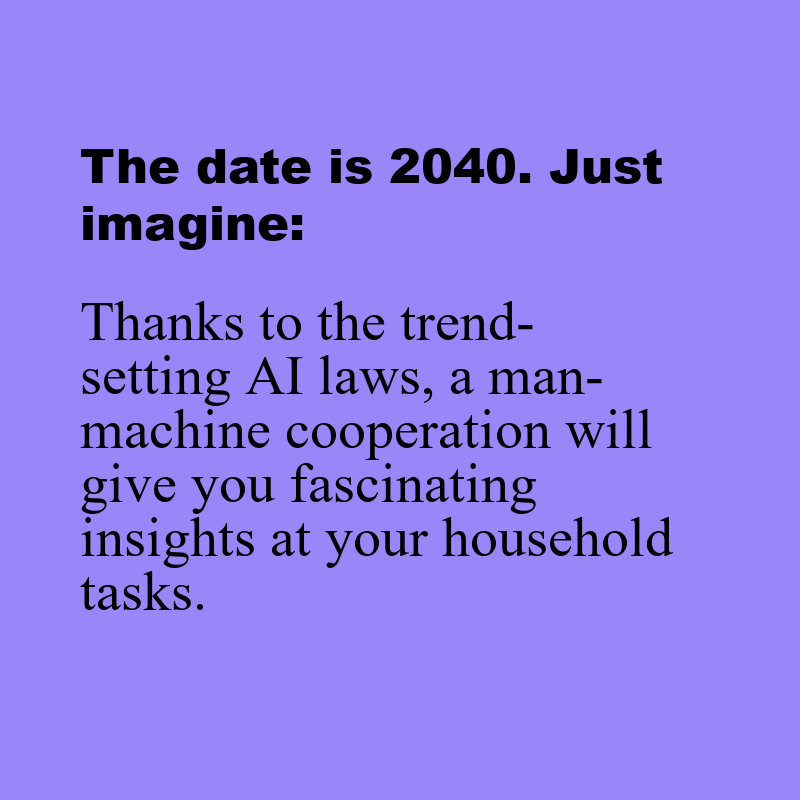 The date is 2040. Just
imagine:
Thanks to the trend-
setting AI laws, a man-
machine cooperation will
give you fascinating
insights at your household
tasks.